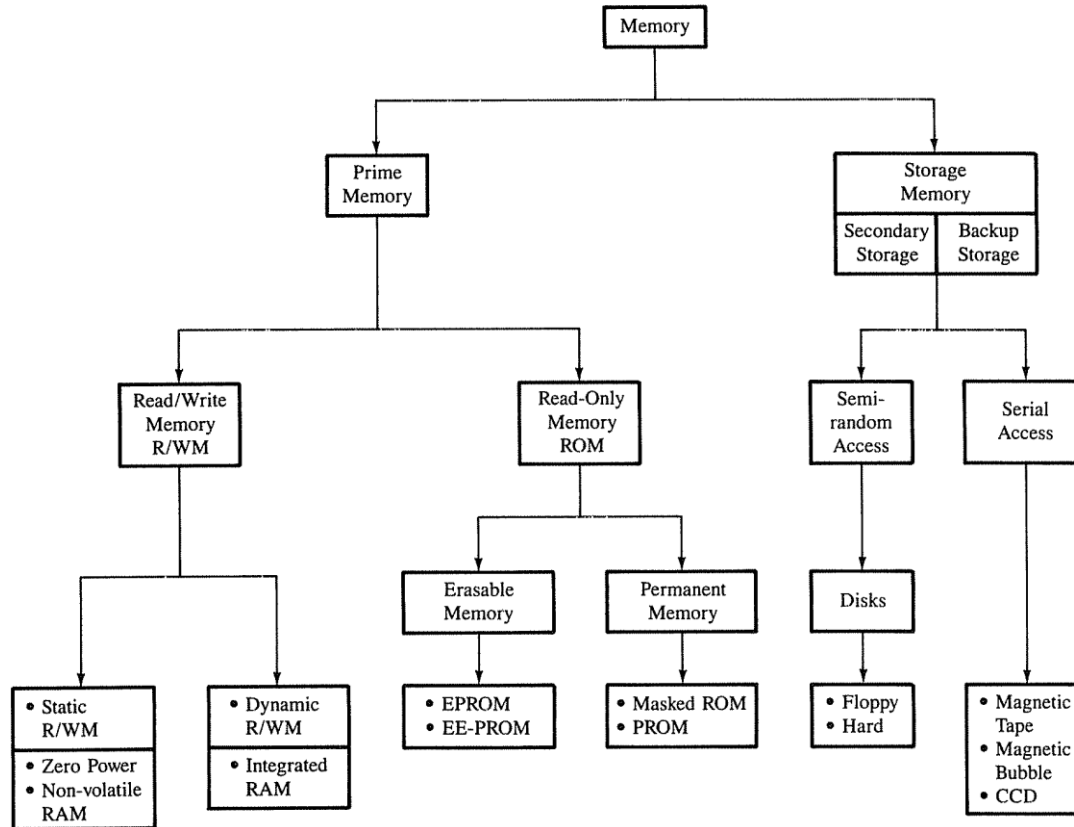 Memory
Prime
Memory
Storage
Memory
Secondary
Storage
Backup
Storage
Read/Write
Memory
R/WM
Read-Only
Memory
ROM
Semi-
random
Access
Serial
Access
Erasable
Memory
Permanent
Memory
Disks
• Static
R/WM
• Zero Power
• Non-volatile
RAM
• Dynamic
R/WM
• Integrated
RAM
• EPROM
• EE-PROM
• Masked ROM
• PROM
• Floppy
• Hard
• Magnetic
Tape
• Magnetic
Bubble
• CCD